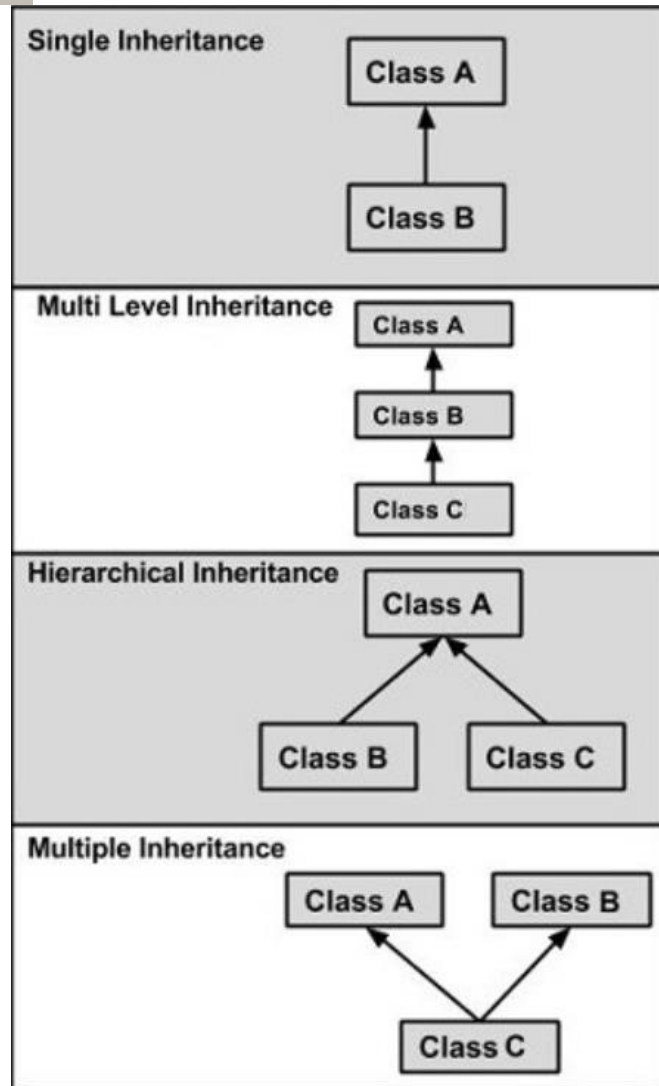 Single Inheritance
Class A
Class B
Multi Level Inheritance
Class A
Class B
Class C
Hierarchical Inheritance
Class A
Class B
Class C
Multiple Inheritance
Class A
Class B
Class C